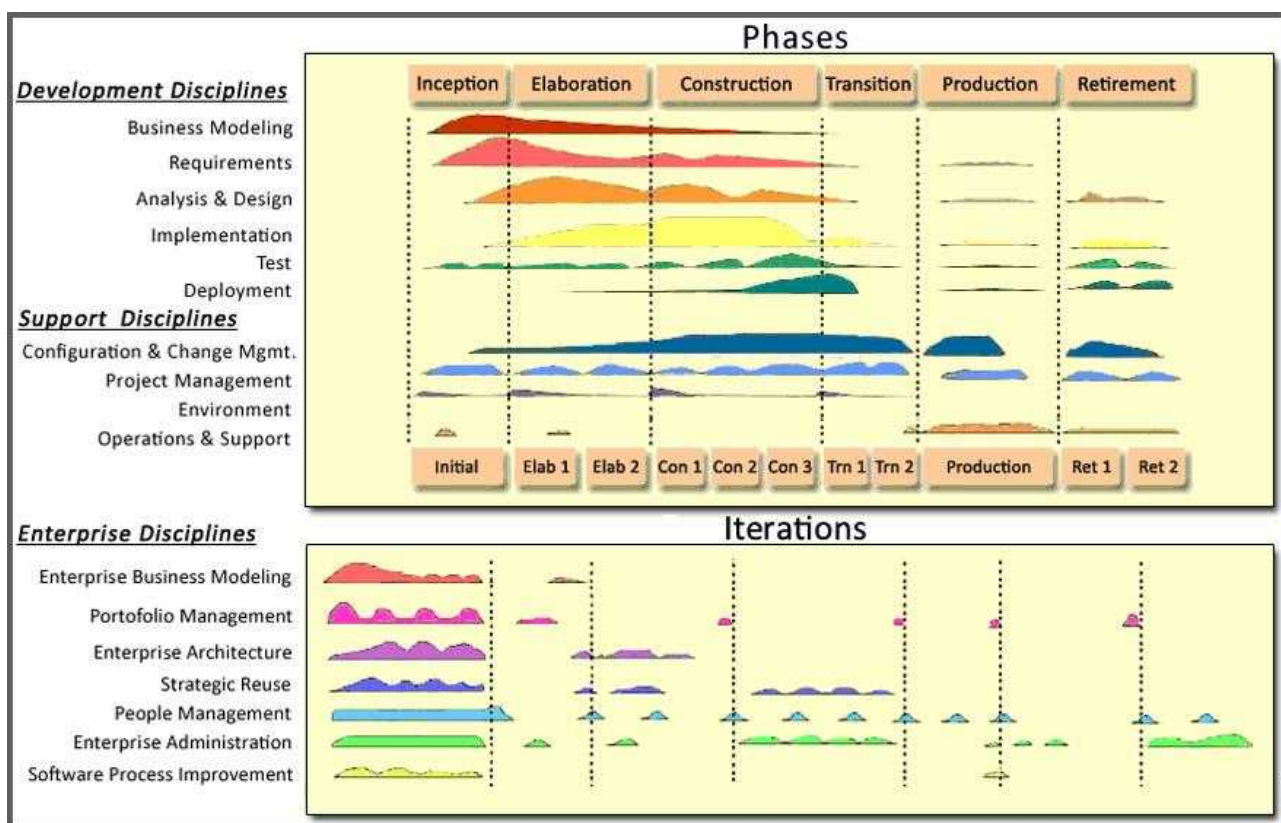 Phases
Development Disciplines
Inception Elaboration Construction Transition Production Retirement
Business Modeling
Requirements
Analysis & Design
Implementation
Test
Deployment
Support Disciplines
Configuration & Change Mgmt.
Project Management
Environment
Operations & Support
Initial Elab 1 Elab 2 Con 1 Con 2 Con 3 Trn 1 Trn 2 Production Ret 1 Ret 2
Iterations
Enterprise Disciplines
Enterprise Business Modeling
Portofolio Management
Enterprise Architecture
Strategic Reuse
People Management
Enterprise Administration
Software Process Improvement